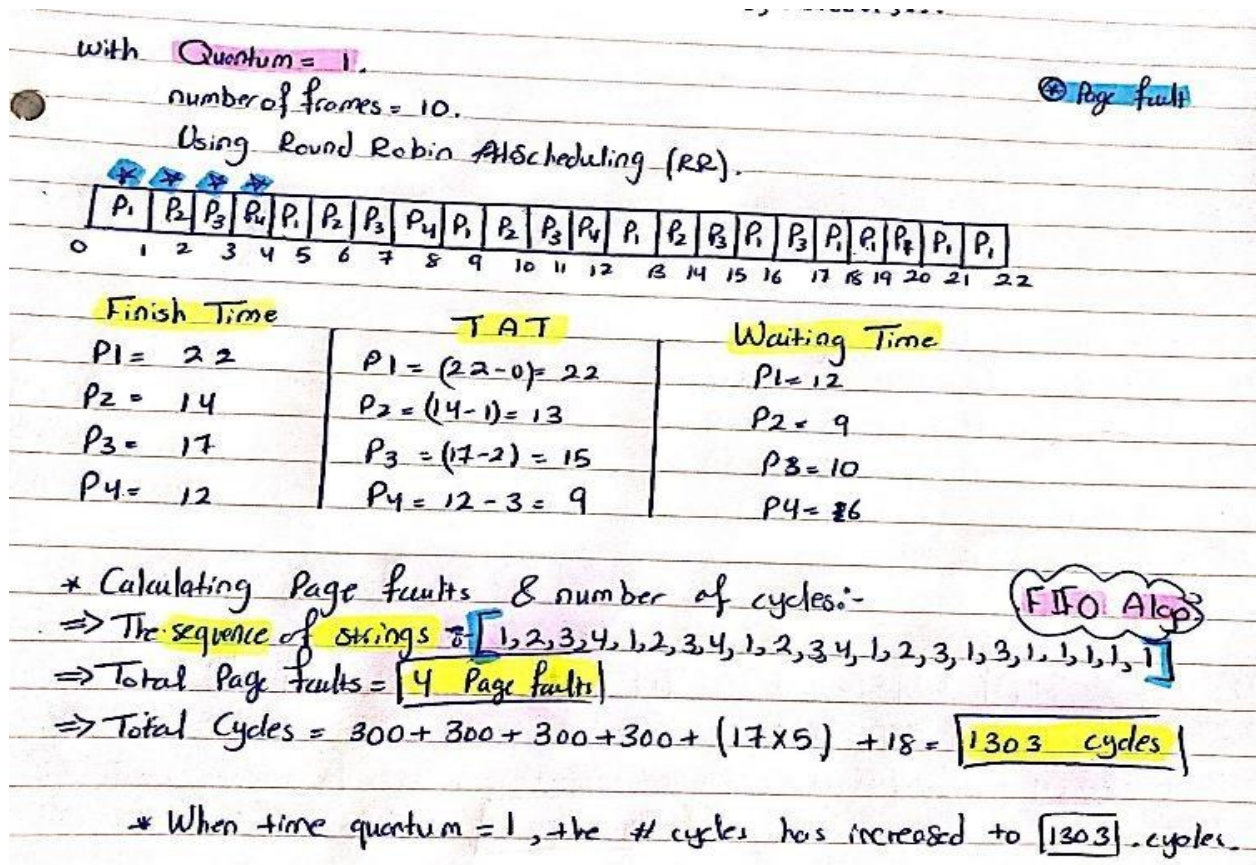 With Quantum = 1.
number of frames = 10.
* Page fault
Using Round Robin Scheduling (RR).
* * * *
P1 P2 P3 P4 P1 P2 P3 P4 P1 P2 P3 P4 P1 P2 P3 P1 P3 P1 P1 P1 P1 P1
0 1 2 3 4 5 6 7 8 9 10 11 12 13 14 15 16 17 18 19 20 21 22
Finish Time TAT Waiting Time
P1 = 22 P1 = (22-0) = 22 P1 = 12
P2 = 14 P2 = (14-1) = 13 P2 = 9
P3 = 17 P3 = (17-2) = 15 P3 = 10
P4 = 12 P4 = 12 - 3 = 9 P4 = 6
* Calculating Page faults & number of cycles:-
FIFO Algo
⇒ The sequence of strings :- [1,2,3,4,1,2,3,4,1,2,3,4,1,2,3,1,3,1,1,1,1,1]
⇒ Total Page faults = 4 Page faults
⇒ Total Cycles = 300 + 300 + 300 + 300 + (17×5) + 18 = 1303 cycles
* When time quantum = 1, the # cycles has increased to 1303 cycles.